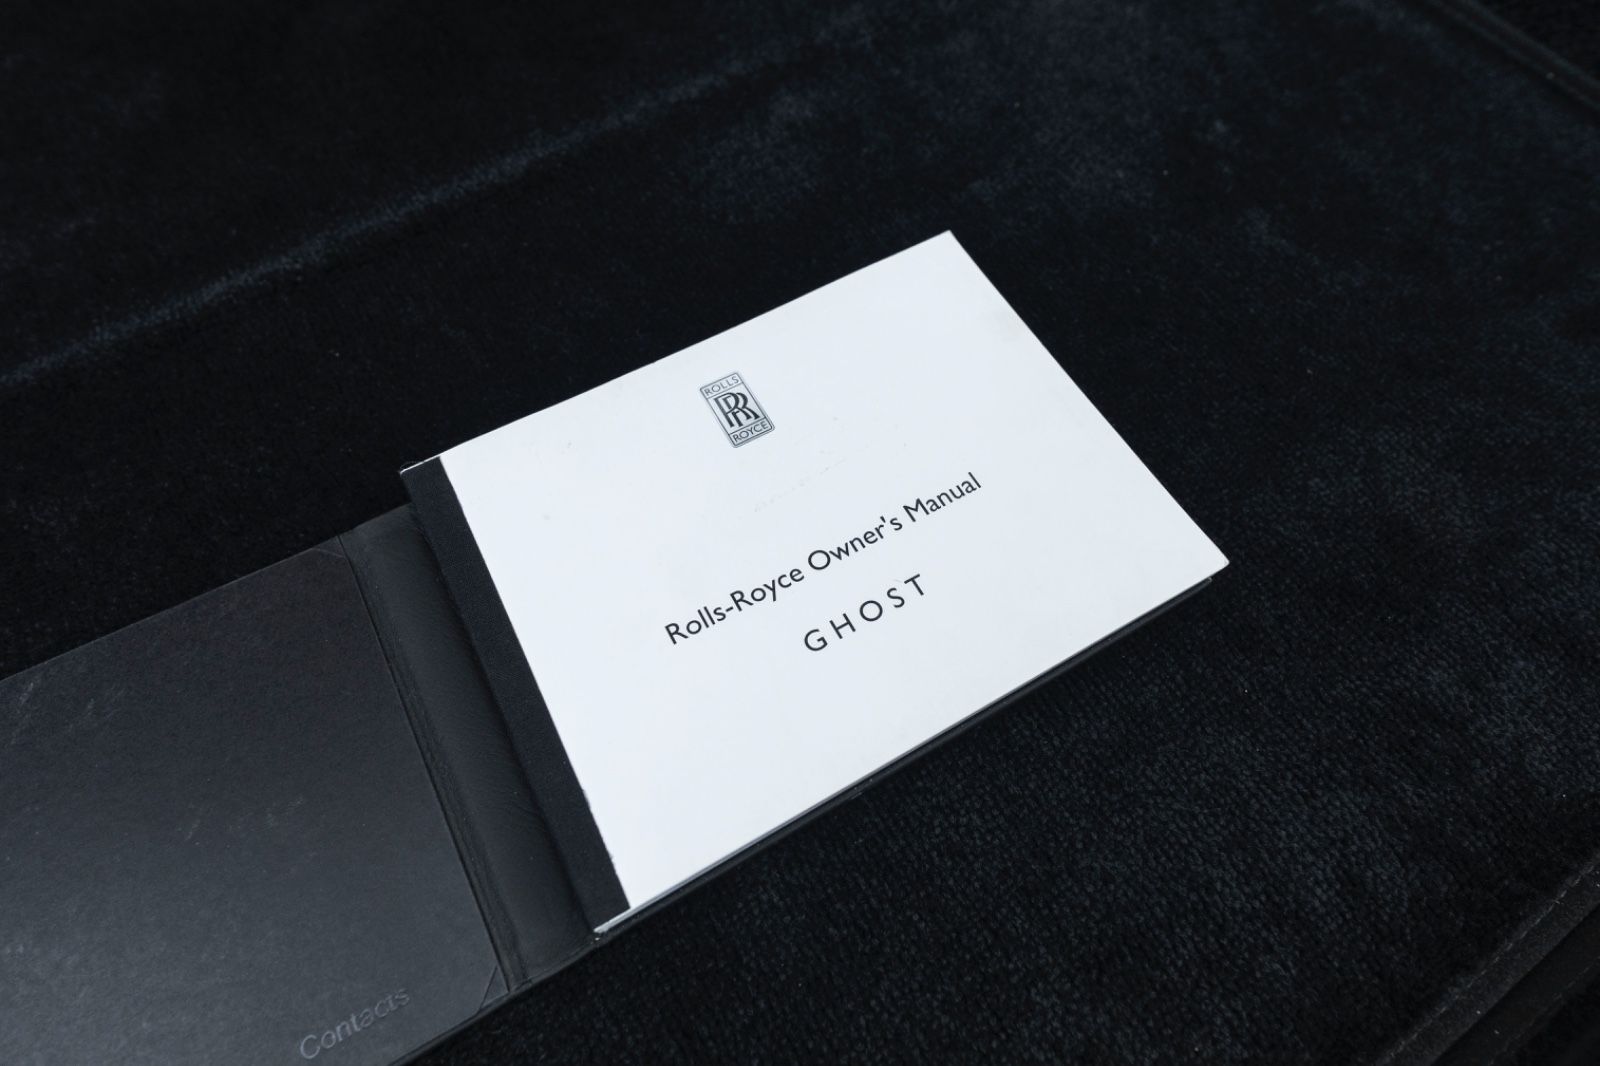 ROLLS
RR
ROYCE
Rolls-Royce Owner's Manual
GHOST
Contacts